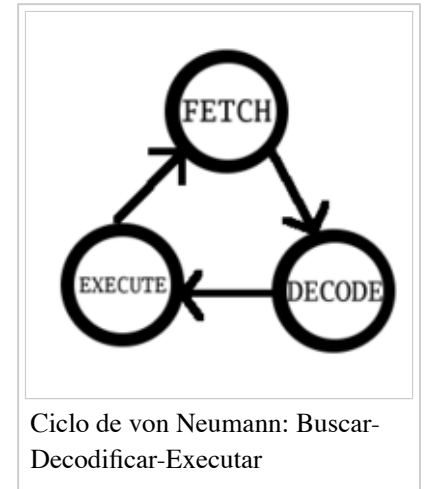 FETCH
EXECUTE
DECODE
Ciclo de von Neumann: Buscar-
Decodificar-Executar